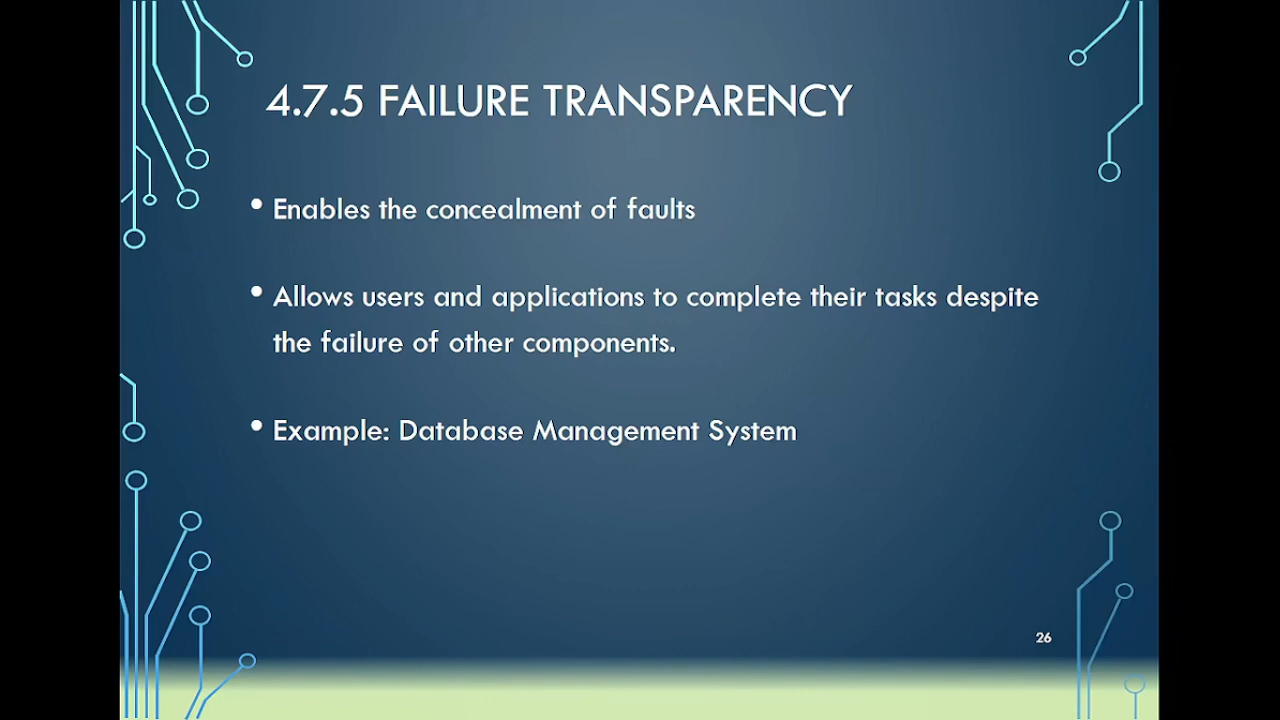 4.7.5 FAILURE TRANSPARENCY
• Enables the concealment of faults
• Allows users and applications to complete their tasks despite
the failure of other components.
• Example: Database Management System
26